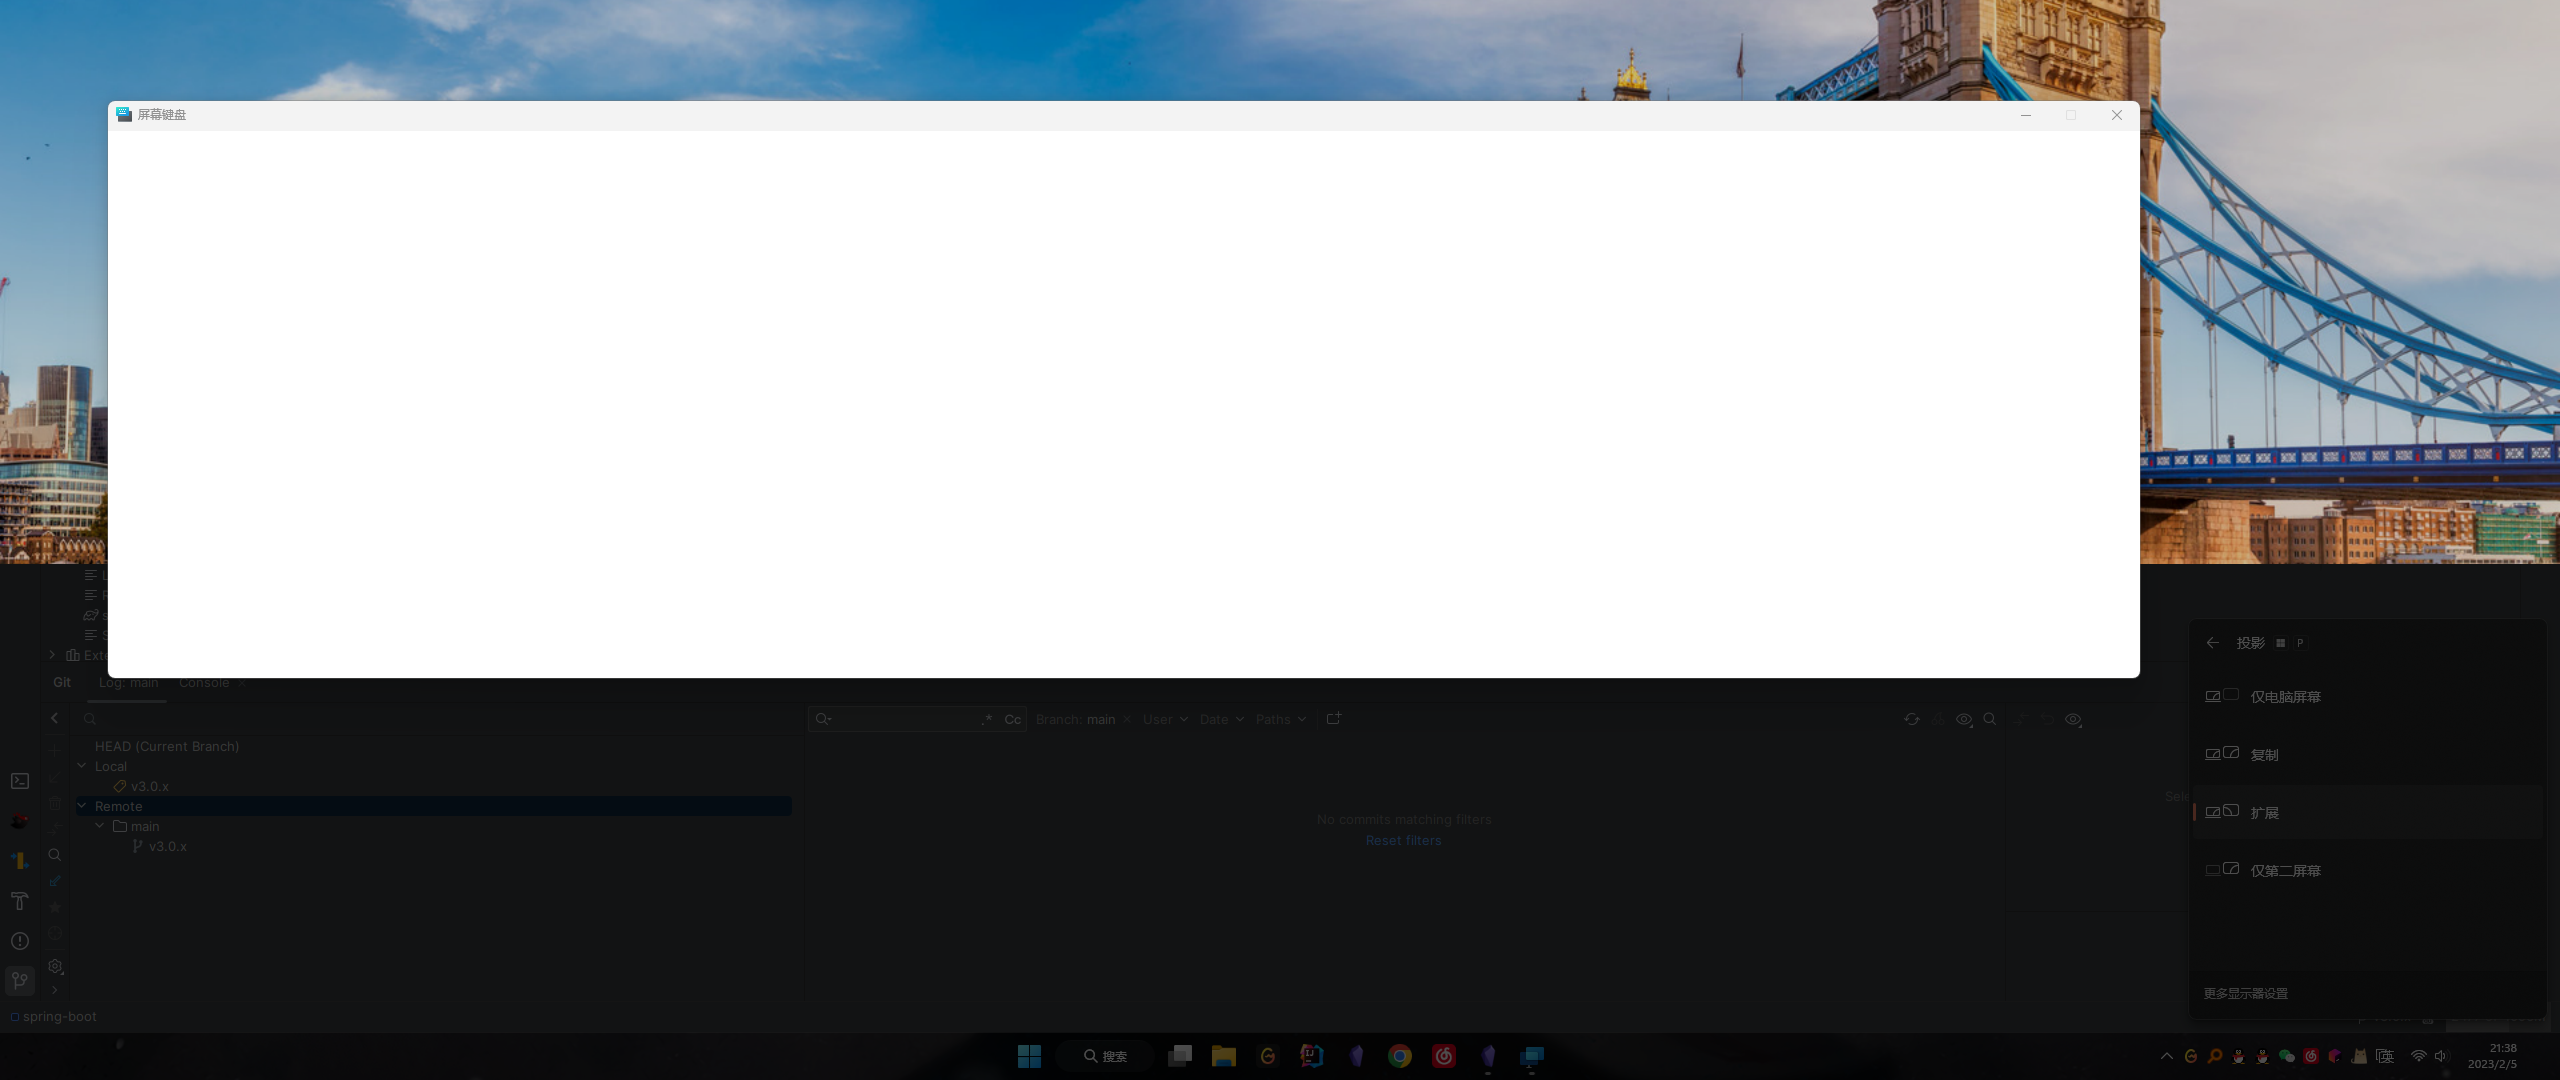 屏幕键盘
Exte
Git
Log: main
Console
投影
P
仅电脑屏幕
复制
扩展
仅第二屏幕
更多显示器设置
.*
Cc
Branch: main
User
Date
Paths
HEAD (Current Branch)
Local
v3.0.x
Remote
main
v3.0.x
No commits matching filters
Reset filters
spring-boot
搜索
英
21:38
2023/2/5